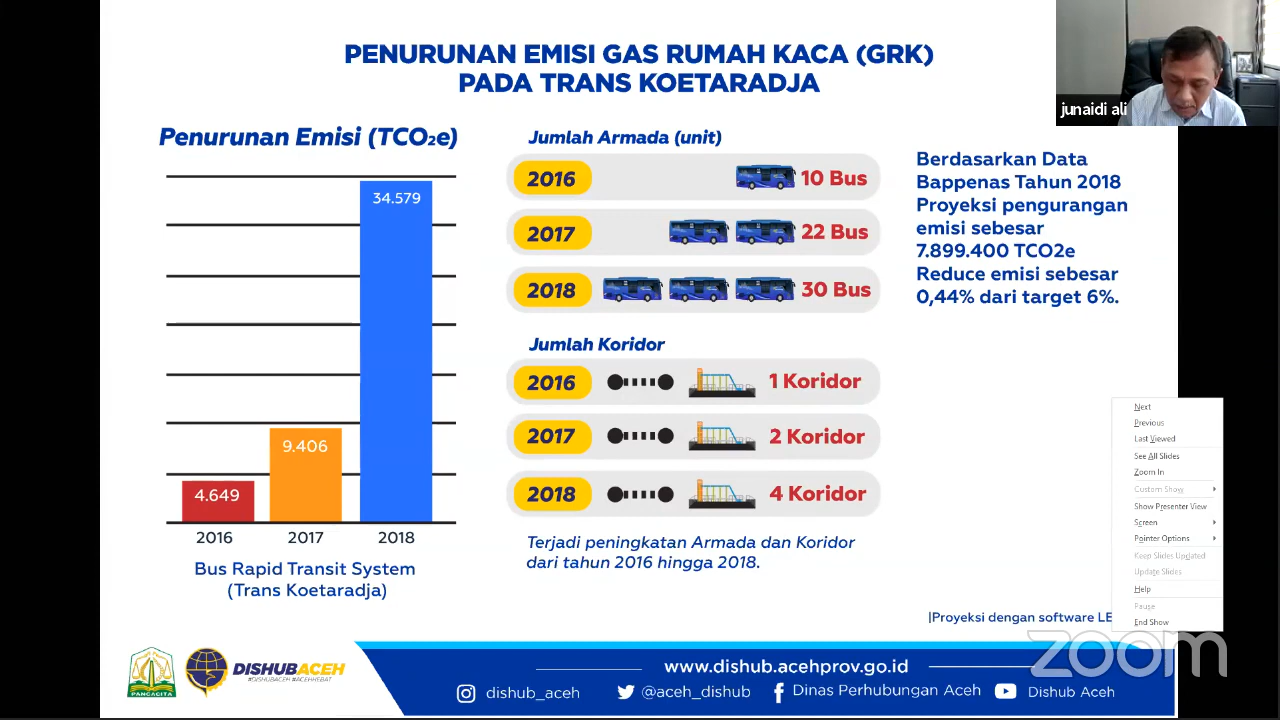 PENURUNAN EMISI GAS RUMAH KACA (GRK)
PADA TRANS KOETARADJA
junaidi ali
Penurunan Emisi (TCO₂e)
34.579
9.406
4.649
2016
2017
2018
Bus Rapid Transit System
(Trans Koetaradja)
Jumlah Armada (unit)
2016 10 Bus
2017 22 Bus
2018 30 Bus
Jumlah Koridor
2016 1 Koridor
2017 2 Koridor
2018 4 Koridor
Terjadi peningkatan Armada dan Koridor
dari tahun 2016 hingga 2018.
Berdasarkan Data
Bappenas Tahun 2018
Proyeksi pengurangan
emisi sebesar
7.899.400 TCO2e
Reduce emisi sebesar
0,44% dari target 6%.
Next
Previous
Last Viewed
See All Slides
Zoom In
Custom Show
Show Presenter View
Screen
Pointer Options
Keep Slides Updated
Update Slides
Help
Pause
End Show
|Proyeksi dengan software LE
zoom
PANCACITA
DISHUBACEH
#DISHUBACEH #ACEHHEBAT
www.dishub.acehprov.go.id
dishub_aceh
@aceh_dishub
Dinas Perhubungan Aceh
Dishub Aceh